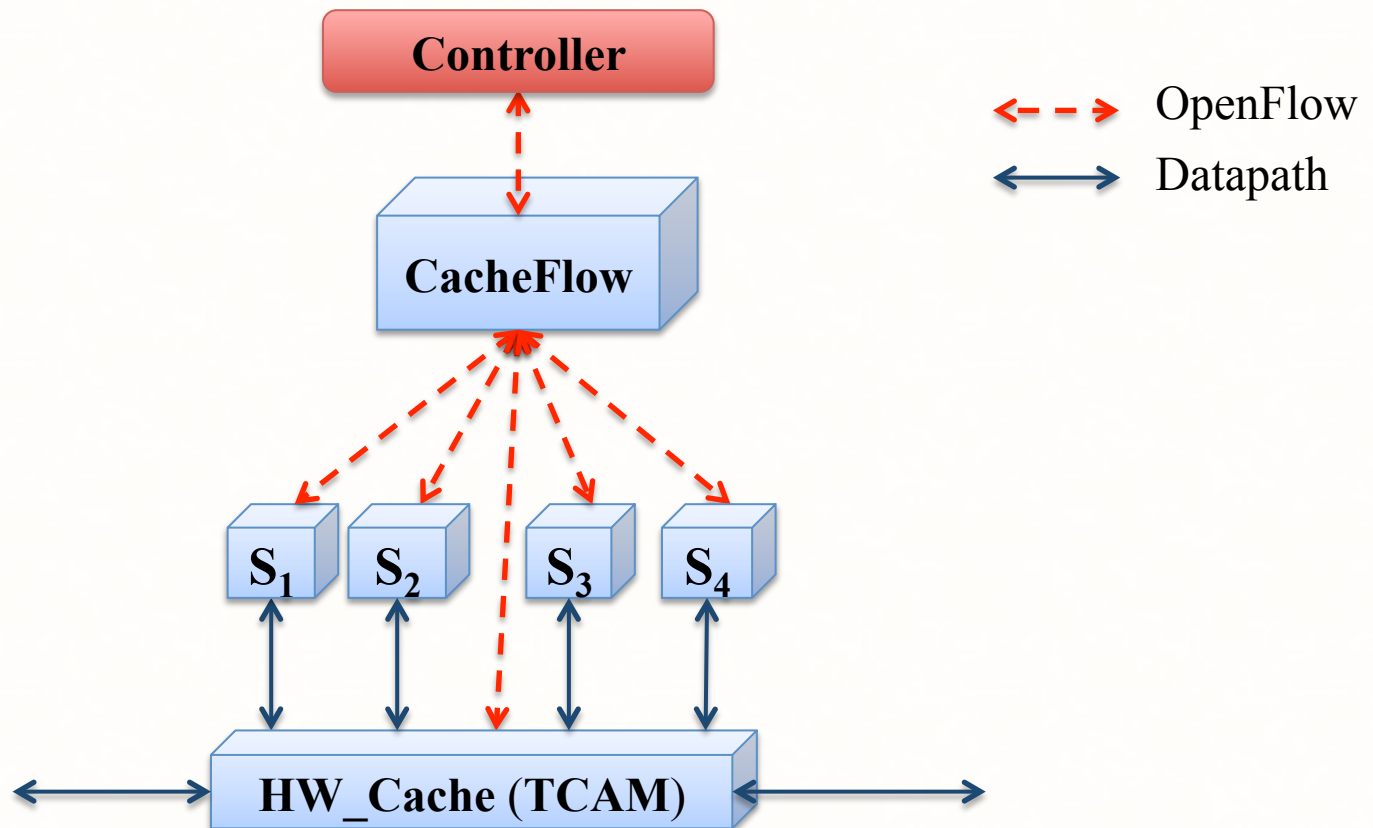 Controller
OpenFlow
Datapath
CacheFlow
S₁ S₂ S₃ S₄
HW_Cache (TCAM)